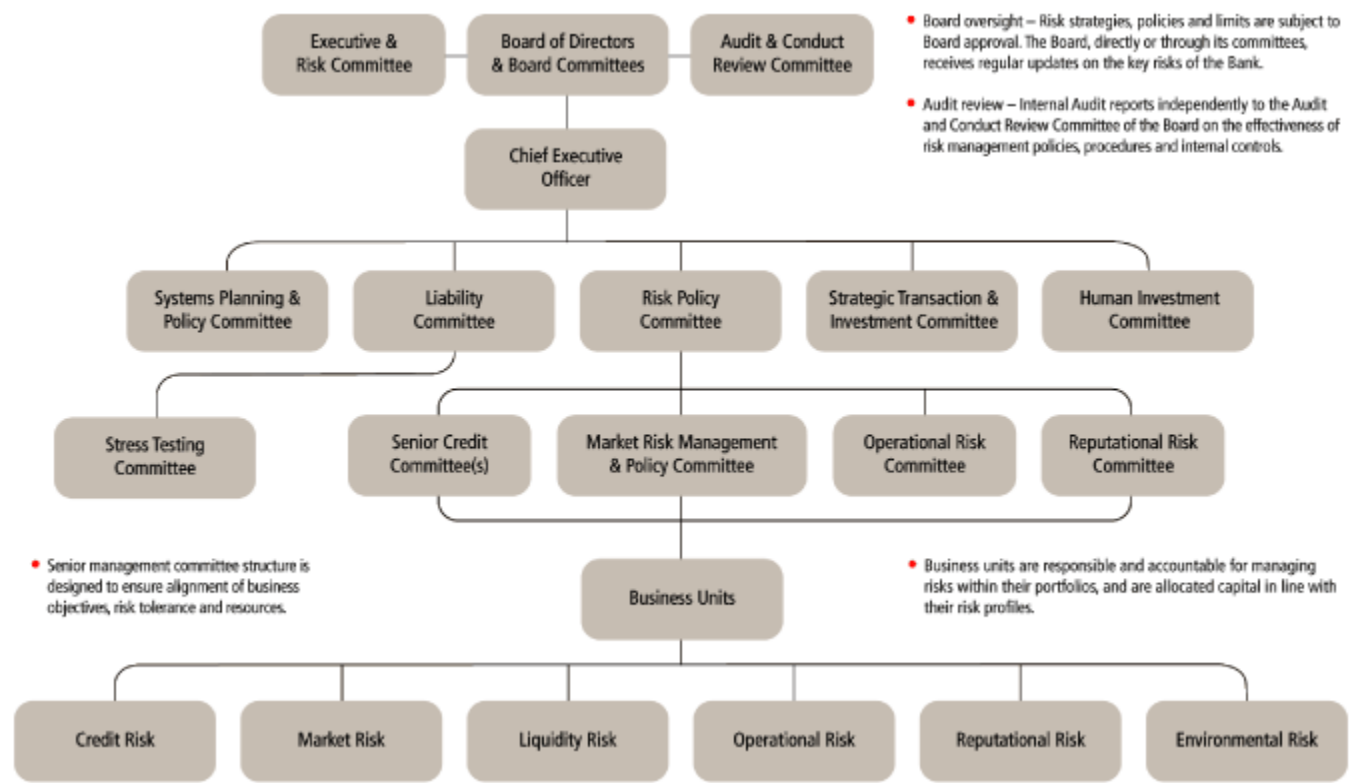 Executive &
Risk Committee
Board of Directors
& Board Committees
Audit & Conduct
Review Committee
• Board oversight – Risk strategies, policies and limits are subject to
Board approval. The Board, directly or through its committees,
receives regular updates on the key risks of the Bank.
• Audit review – Internal Audit reports independently to the Audit
and Conduct Review Committee of the Board on the effectiveness of
risk management policies, procedures and internal controls.
Chief Executive
Officer
Systems Planning &
Policy Committee
Liability
Committee
Risk Policy
Committee
Strategic Transaction &
Investment Committee
Human Investment
Committee
Stress Testing
Committee
Senior Credit
Committee(s)
Market Risk Management
& Policy Committee
Operational Risk
Committee
Reputational Risk
Committee
• Senior management committee structure is
designed to ensure alignment of business
objectives, risk tolerance and resources.
Business Units
• Business units are responsible and accountable for managing
risks within their portfolios, and are allocated capital in line with
their risk profiles.
Credit Risk
Market Risk
Liquidity Risk
Operational Risk
Reputational Risk
Environmental Risk